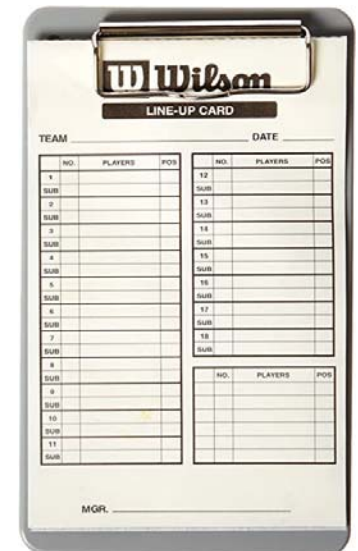 W Wilson
LINE-UP CARD
TEAM DATE
NO. PLAYERS POS
1
SUB
2
SUB
3
SUB
4
SUB
5
SUB
6
SUB
7
SUB
8
SUB
9
SUB
10
SUB
11
SUB
NO. PLAYERS POS
12
SUB
13
SUB
14
SUB
15
SUB
16
SUB
17
SUB
18
SUB
NO. PLAYERS POS
MGR.